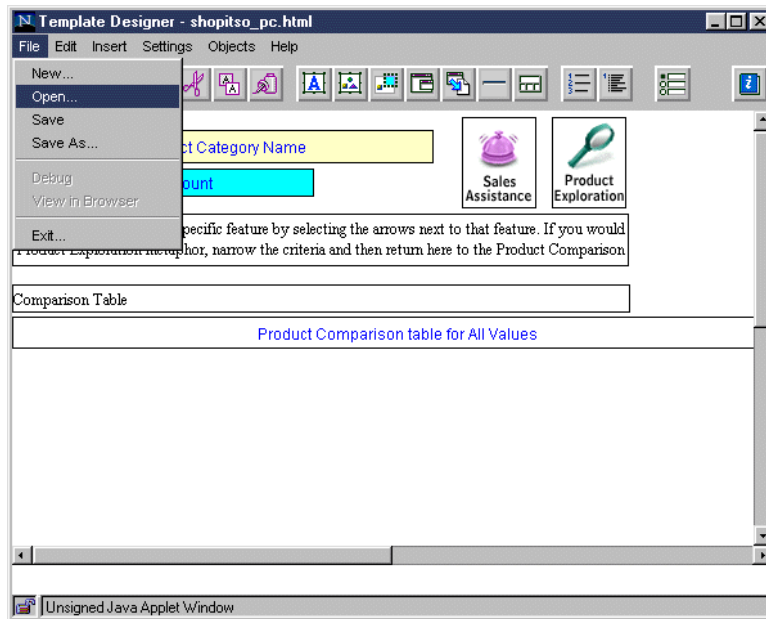 Template Designer - shopitso_pc.html
File Edit Insert Settings Objects Help
New...
Open...
Save
Save As...
Debug
View in Browser
Exit...
ct Category Name
ount
Sales
Assistance
Product
Exploration
pecific feature by selecting the arrows next to that feature. If you would
Product Exploration metaphor, narrow the criteria and then return here to the Product Comparison
Comparison Table
Product Comparison table for All Values
Unsigned Java Applet Window